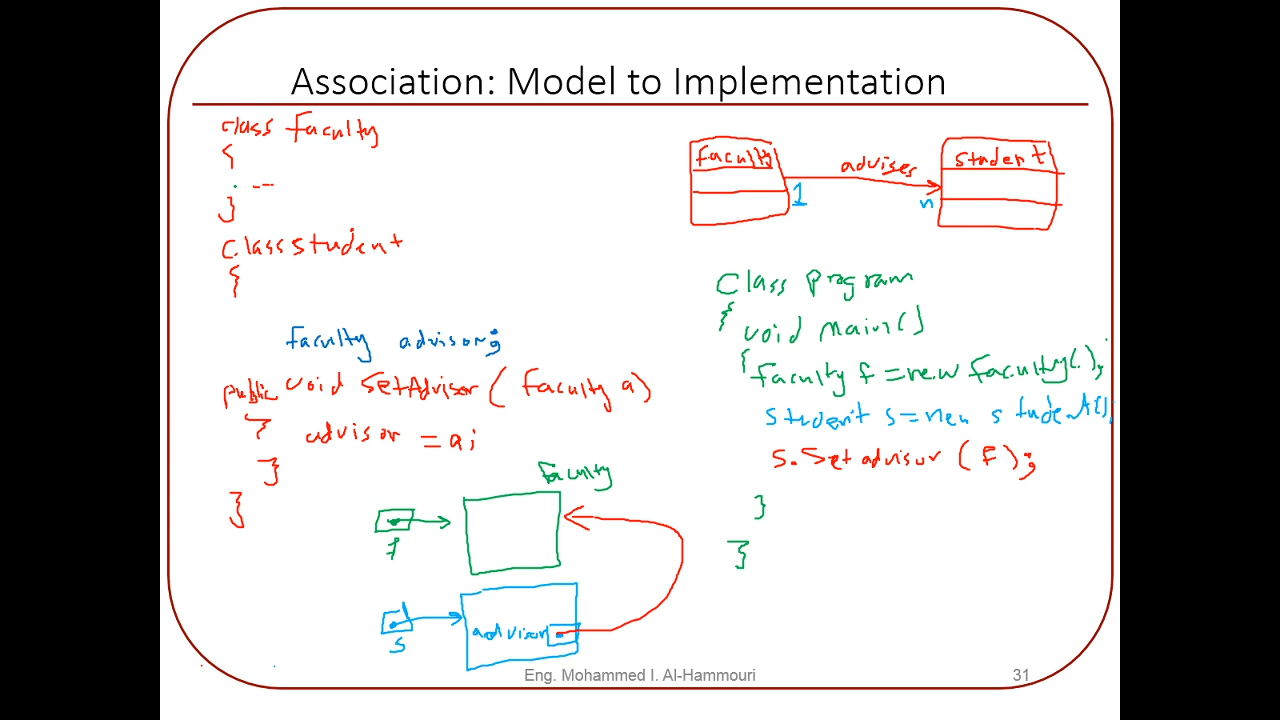 Association: Model to Implementation
class faculty
{
. --
}
Class student
{
faculty advisor;
public void SetAdvisor (faculty a)
{
advisor = a;
}
}
faculty
advises
student
1
n
Class program
{ void main()
{ faculty f = new faculty();
student s = new student();
s.Setadvisor (f);
}
}
faculty
f
advisor
s
Eng. Mohammed I. Al-Hammouri
31